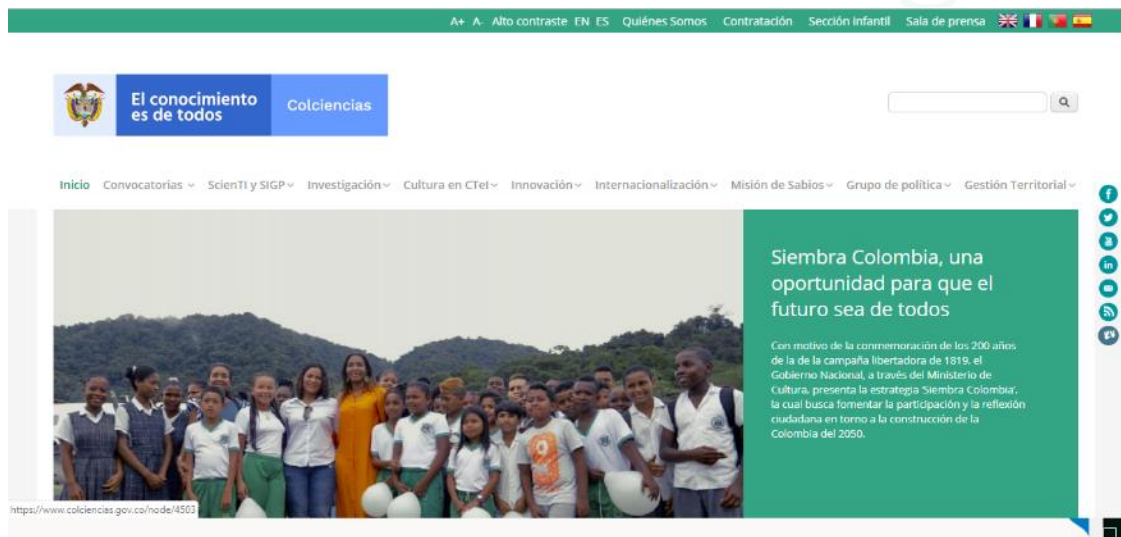 A+ A- Alto contraste EN ES Quiénes Somos Contratación Sección Infantil Sala de prensa
El conocimiento
es de todos
Colciencias
Inicio Convocatorias ScienTI y SIGP Investigación Cultura en CTeI Innovación Internacionalización Misión de Sabios Grupo de política Gestión Territorial
Siembra Colombia, una
oportunidad para que el
futuro sea de todos
Con motivo de la conmemoración de los 200 años
de la de la campaña libertadora de 1819, el
Gobierno Nacional, a través del Ministerio de
Cultura, presenta la estrategia 'Siembra Colombia',
la cual busca fomentar la participación y la reflexión
ciudadana en torno a la construcción de la
Colombia del 2050.
https://www.colciencias.gov.co/node/4503